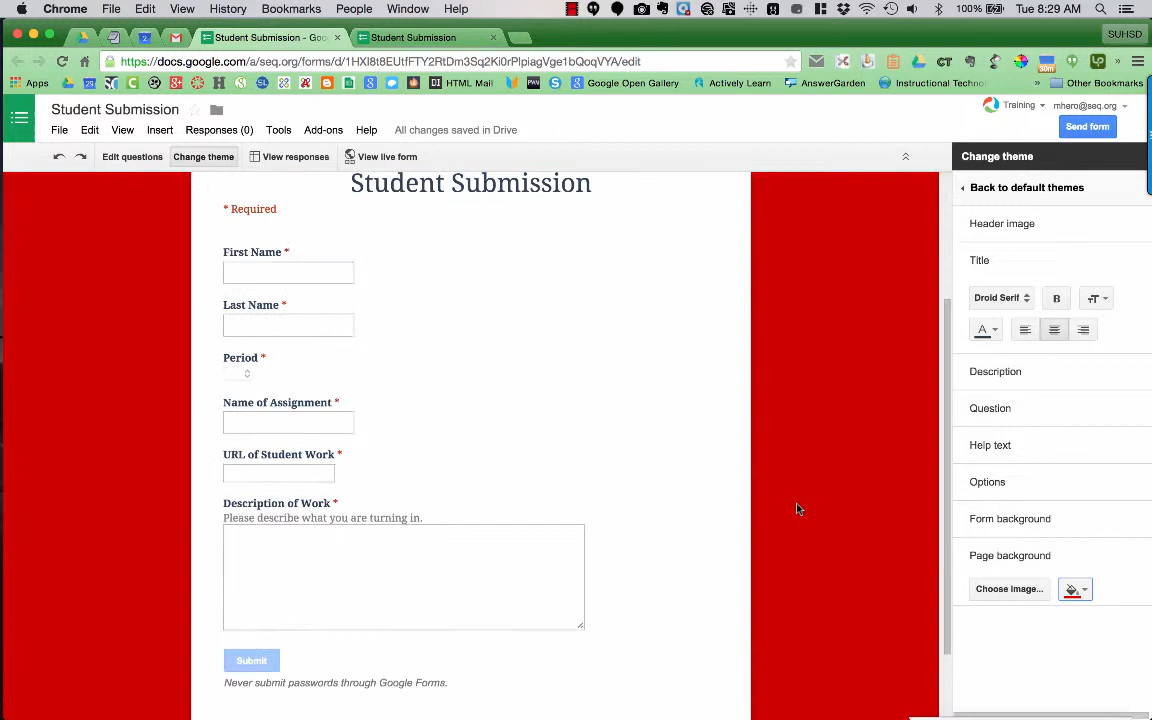 Chrome File Edit View History Bookmarks People Window Help 100% Tue 8:29 AM
Student Submission - Goo Student Submission SUHSD
https://docs.google.com/a/seq.org/forms/d/1HXI8t8EUtfFTY2RtDm3Sq2Ki0rPlpiagVge1bQoqVYA/edit
Apps HTML Mail Google Open Gallery Actively Learn AnswerGarden Instructional Techno » Other Bookmarks
Student Submission
Training mhero@seq.org
File Edit View Insert Responses (0) Tools Add-ons Help All changes saved in Drive
Send form
Edit questions Change theme View responses View live form
Change theme
Student Submission
* Required
First Name *
Last Name *
Period *
Name of Assignment *
URL of Student Work *
Description of Work *
Please describe what you are turning in.
Submit
Never submit passwords through Google Forms.
Back to default themes
Header image
Title
Droid Serif B TT
A
Description
Question
Help text
Options
Form background
Page background
Choose image...